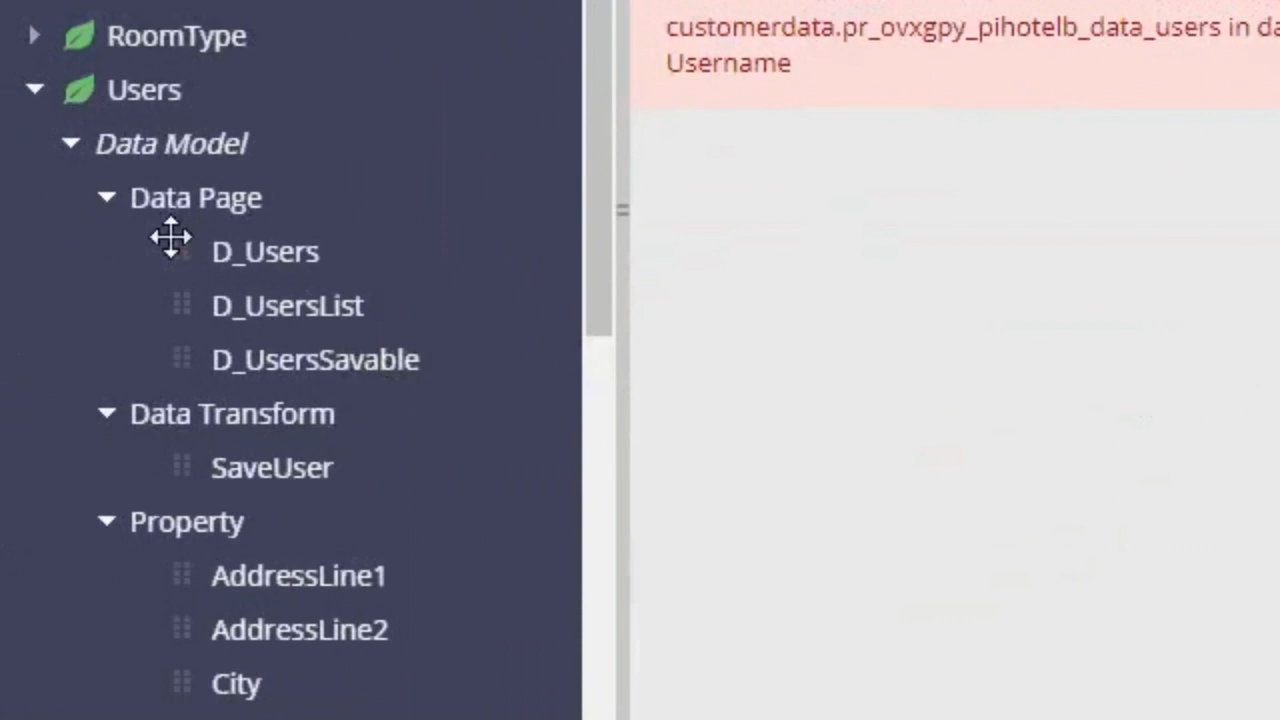 RoomType
Users
Data Model
Data Page
D_Users
D_UsersList
D_UsersSavable
Data Transform
SaveUser
Property
AddressLine1
AddressLine2
City
customerdata.pr_ovxgpy_pihotelb_data_users in da
Username